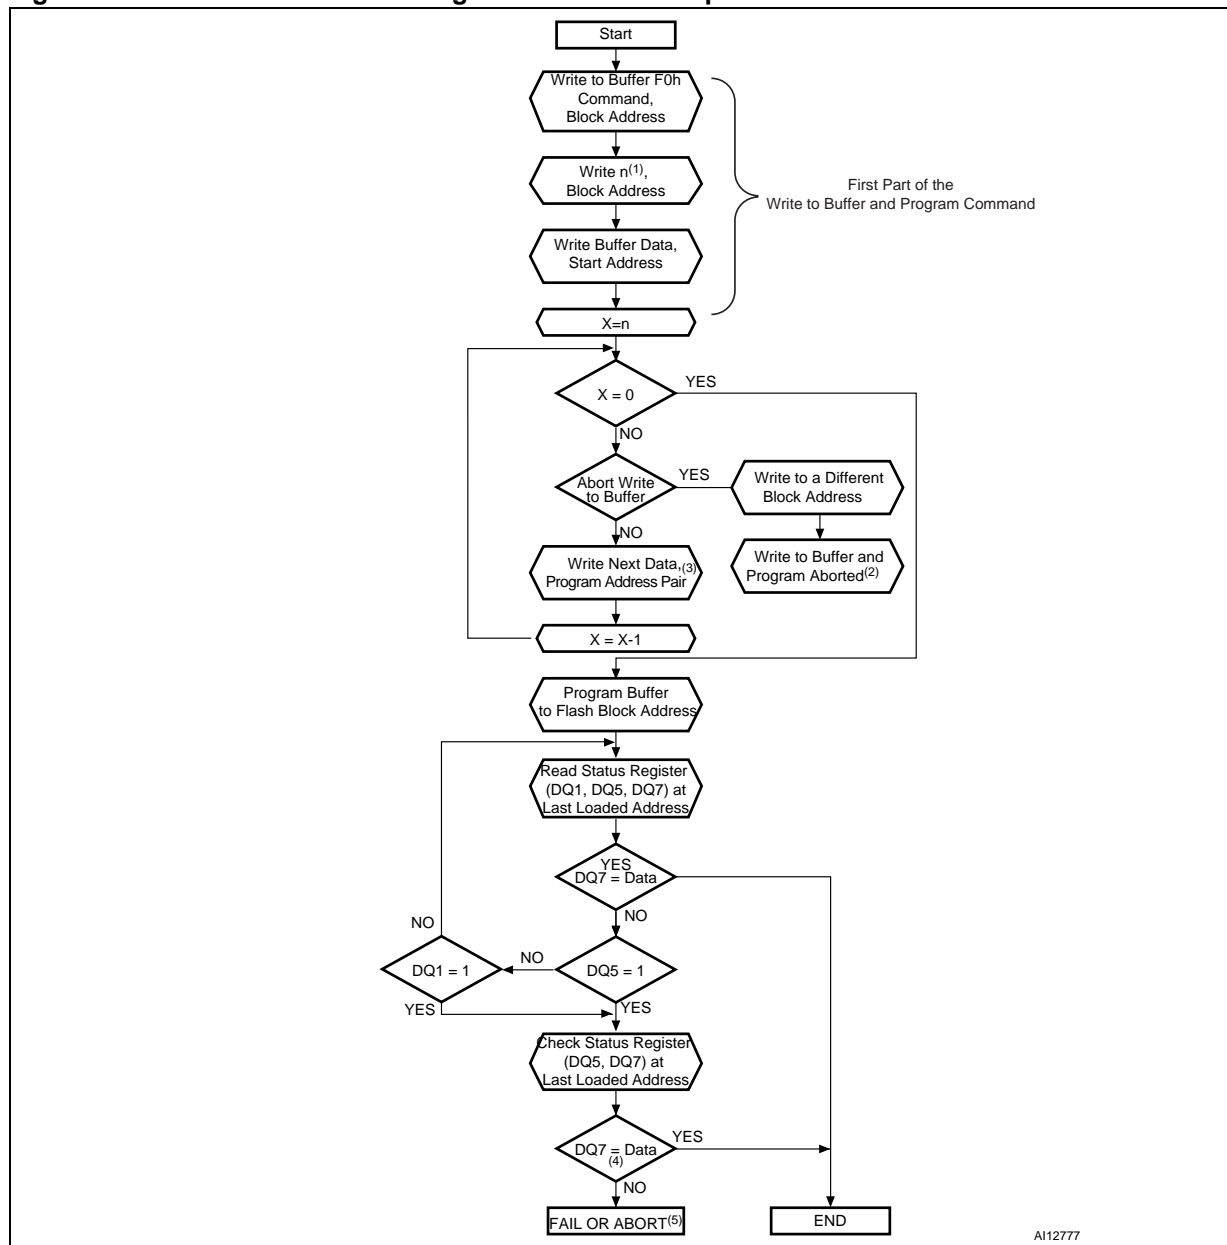 Start
Write to Buffer F0h
Command,
Block Address
Write n(1),
Block Address
First Part of the
Write to Buffer and Program Command
Write Buffer Data,
Start Address
X=n
X = 0
YES
NO
Abort Write
to Buffer
YES
Write to a Different
Block Address
NO
Write Next Data,(3)
Program Address Pair
Write to Buffer and
Program Aborted(2)
X = X-1
Program Buffer
to Flash Block Address
Read Status Register
(DQ1, DQ5, DQ7) at
Last Loaded Address
YES
DQ7 = Data
NO
NO
DQ1 = 1
NO
DQ5 = 1
YES
YES
Check Status Register
(DQ5, DQ7) at
Last Loaded Address
DQ7 = Data
(4)
YES
NO
FAIL OR ABORT(5)
END
AI12777